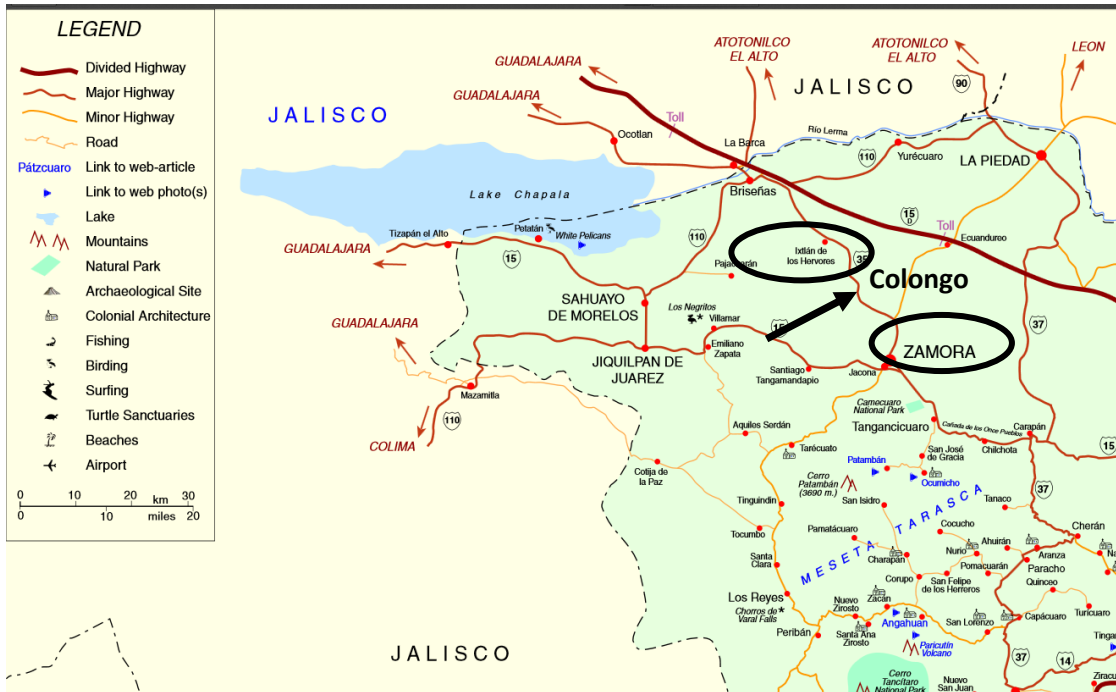 LEGEND
Divided Highway
Major Highway
Minor Highway
Road
Pátzcuaro Link to web-article
Link to web photo(s)
Lake
Mountains
Natural Park
Archaeological Site
Colonial Architecture
Fishing
Birding
Surfing
Turtle Sanctuaries
Beaches
Airport
0 10 20 30
km
miles
0 10 20
JALISCO
GUADALAJARA
GUADALAJARA
ATOTONILCO
EL ALTO
ATOTONILCO
EL ALTO
LEON
JALISCO
90
Toll
Ocotlan
La Barca
Río Lerma
110
Yurécuaro
LA PIEDAD
Briseñas
Lake Chapala
15
D
Toll
Ecuandureo
Petatán
White Pelicans
Tizapán el Alto
GUADALAJARA
15
110
Ixtlán de
los Hervores
35
Colongo
SAHUAYO
DE MORELOS
Los Negritos
Villamar
15
37
GUADALAJARA
Emiliano
Zapata
JIQUILPAN DE
JUAREZ
ZAMORA
Jacona
Santiago
Tangamandapio
Mazamitla
110
COLIMA
Camecuaro
National Park
Tangancicuaro
Cañada de los Once Pueblos
Carapán
Chilchota
15
Aquiles Serdán
Tarécuato
San José
de Gracia
Patambán
Ocumicho
Cotija de
la Paz
Cerro
Patambán
(3690 m.)
37
Tinguindin
San Isidro
Tanaco
MESETA TARASCA
Tocumbo
Pamatácuaro
Cocucho
Cherán
Ahuirán
Nurio
Aranza
Charapán
Pomacuarán
Paracho
Santa
Clara
Corupo
San Felipe
de los Herreros
Quinceo
Los Reyes
Chorros de
Varal Falls
Nuevo
Zirosto
Zacán
Angahuan
San Lorenzo
Capácuaro
Turicuaro
Peribán
Santa Ana
Zirosto
Paricutín
Volcano
JALISCO
37
14
Cerro
Tancítaro
National Park
Nuevo
San Juan